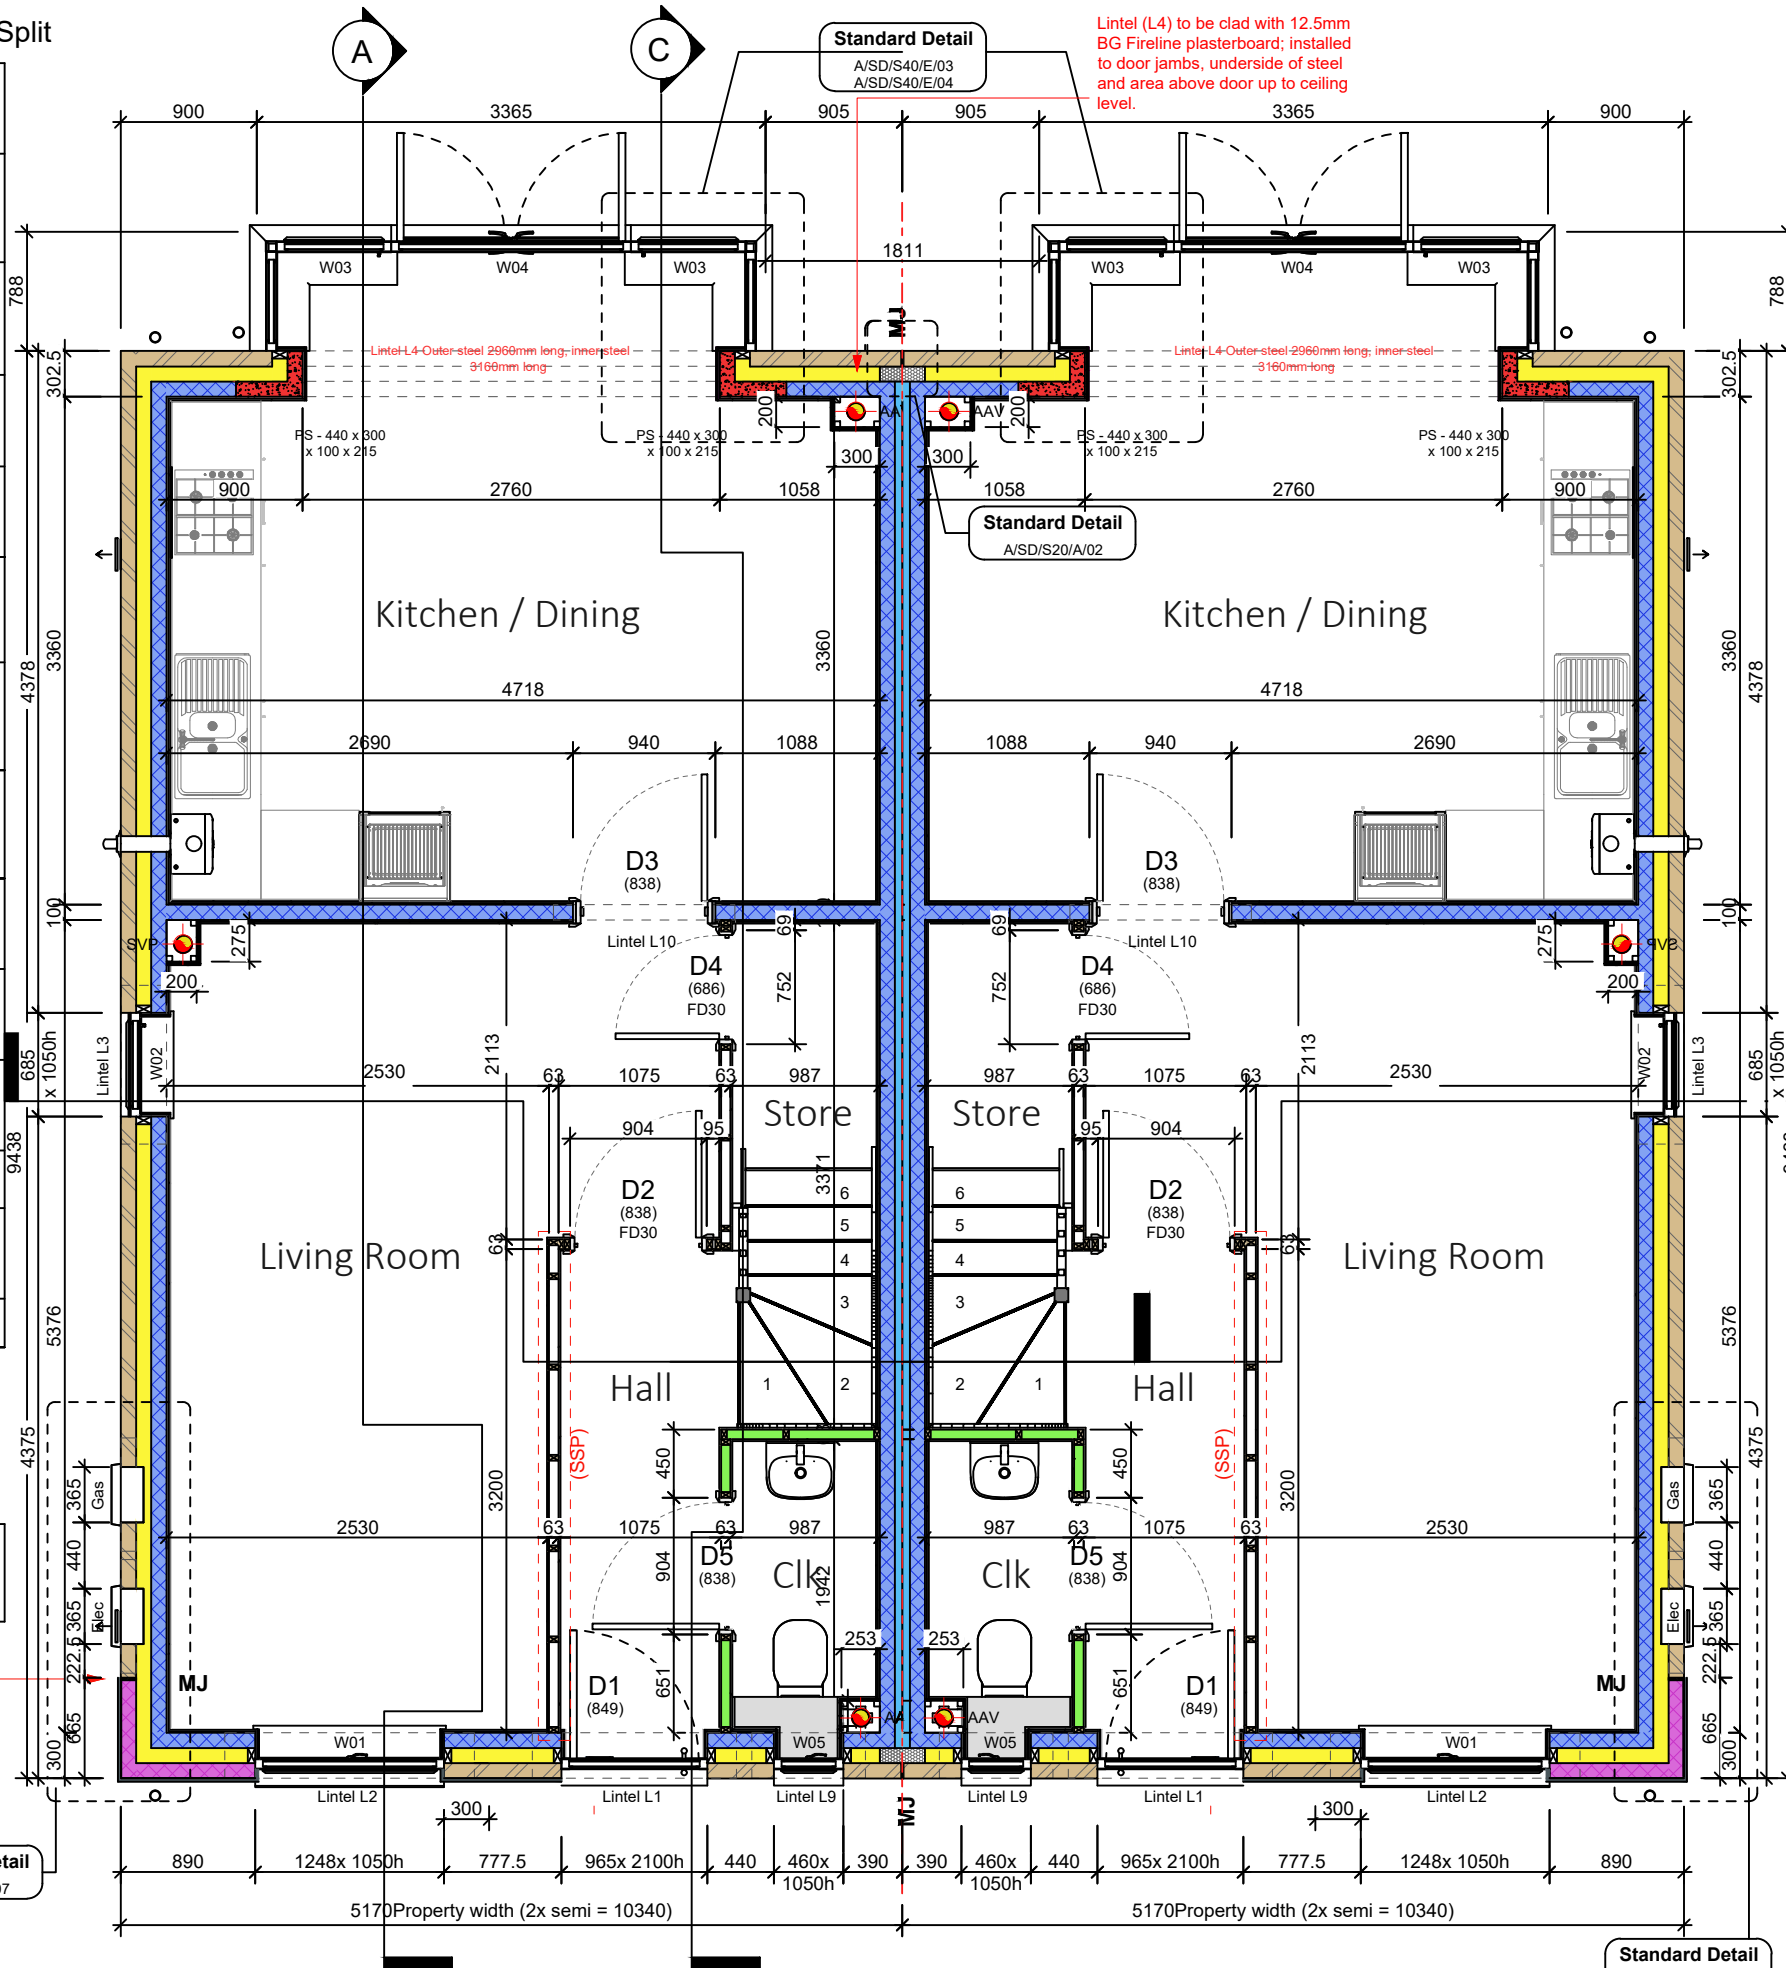 Split
A
C
Standard Detail
A/SD/S40/E/03
A/SD/S40/E/04
Lintel (L4) to be clad with 12.5mm
BG Fireline plasterboard; installed
to door jambs, underside of steel
and area above door up to ceiling
level.
900
3365
905
905
3365
900
1811
W03
W04
W03
W03
W04
W03
788
788
MJ
Lintel L4 Outer steel 2960mm long, inner steel
3160mm long
Lintel L4 Outer steel 2960mm long, inner steel
3160mm long
302.5
302.5
200
AAV
200
PS - 440 x 300
x 100 x 215
PS - 440 x 300
x 100 x 215
PS - 440 x 300
x 100 x 215
PS - 440 x 300
x 100 x 215
300
300
900
2760
1058
1058
2760
900
Standard Detail
A/SD/S20/A/02
Kitchen / Dining
Kitchen / Dining
3360
4378
3360
3360
4378
4718
4718
2690
940
1088
1088
940
2690
D3
(838)
D3
(838)
100
100
SVP
275
200
Lintel L10
69
69
Lintel L10
275
SVP
200
D4
(686)
FD30
752
752
D4
(686)
FD30
Lintel L3
W02
685
x 1050h
2113
2113
W02
Lintel L3
685
x 1050h
2530
63
1075
63
987
987
63
1075
63
2530
Store
Store
9438
904
95
95
904
3371
D2
(838)
FD30
D2
(838)
FD30
6
5
4
3
2
1
6
5
4
3
2
1
63
63
Living Room
Living Room
5376
5376
Hall
Hall
4375
4375
(SSP)
(SSP)
450
450
3200
3200
Gas
365
Gas
365
2530
63
1075
63
987
987
63
1075
63
2530
440
440
D5
(838)
904
Clk
1942
Clk
D5
(838)
904
Elec
365
Elec
365
222.5
222.5
253
253
MJ
D1
(849)
651
651
D1
(849)
MJ
AAV
665
665
300
300
W01
W05
W05
W01
Lintel L2
Lintel L1
Lintel L9
MJ
Lintel L9
Lintel L1
Lintel L2
300
300
890
1248x 1050h
777.5
965x 2100h
440
460x
1050h
390
390
460x
1050h
440
965x 2100h
777.5
1248x 1050h
890
5170Property width (2x semi = 10340)
5170Property width (2x semi = 10340)
Standard Detail